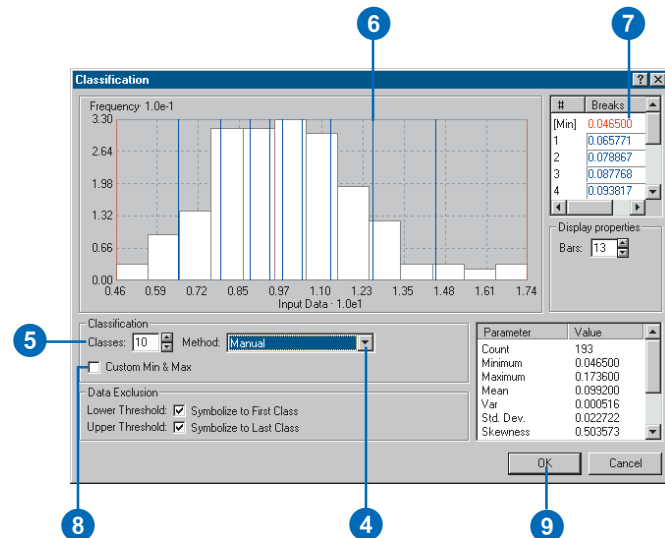 6
7
Classification
? X
Frequency · 1.0e-1
3.30
2.64
1.98
1.32
0.66
0.00
0.46 0.59 0.72 0.85 0.97 1.10 1.23 1.35 1.48 1.61 1.74
Input Data · 1.0e1
# Breaks
[Min] 0.046500
1 0.065771
2 0.078867
3 0.087768
4 0.093817
Display properties
Bars: 13
Classification
5
Classes: 10 Method: Manual
Custom Min & Max
Data Exclusion
Lower Threshold: Symbolize to First Class
Upper Threshold: Symbolize to Last Class
Parameter Value
Count 193
Minimum 0.046500
Maximum 0.173600
Mean 0.099200
Var 0.000516
Std. Dev. 0.022722
Skewness 0.503573
OK Cancel
8
4
9